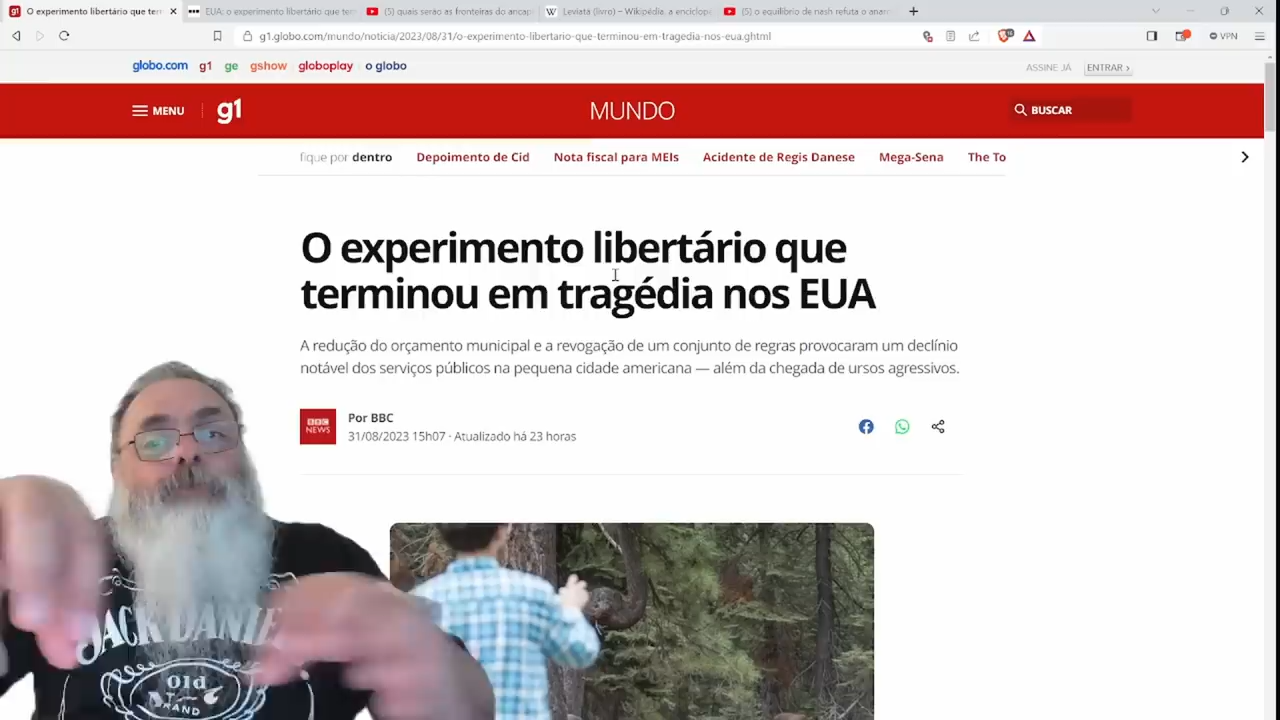 O experimento libertário que ter
EUA: o experimento libertário que ter
(5) quais serão as fronteiras do ancap
Leviatã (livro) – Wikipédia, a enciclopé
(5) o equilíbrio de nash refuta o anar
g1.globo.com/mundo/noticia/2023/08/31/o-experimento-libertario-que-terminou-em-tragedia-nos-eua.ghtml
VPN
globo.com g1 ge gshow globoplay o globo
ASSINE JÁ ENTRAR ›
MENU g1 MUNDO BUSCAR
fique por dentro Depoimento de Cid Nota fiscal para MEIs Acidente de Regis Danese Mega-Sena The To
O experimento libertário que
terminou em tragédia nos EUA
A redução do orçamento municipal e a revogação de um conjunto de regras provocaram um declínio
notável dos serviços públicos na pequena cidade americana — além da chegada de ursos agressivos.
BBC
NEWS
Por BBC
31/08/2023 15h07 · Atualizado há 23 horas
JACK DANIE
Old
BRAND